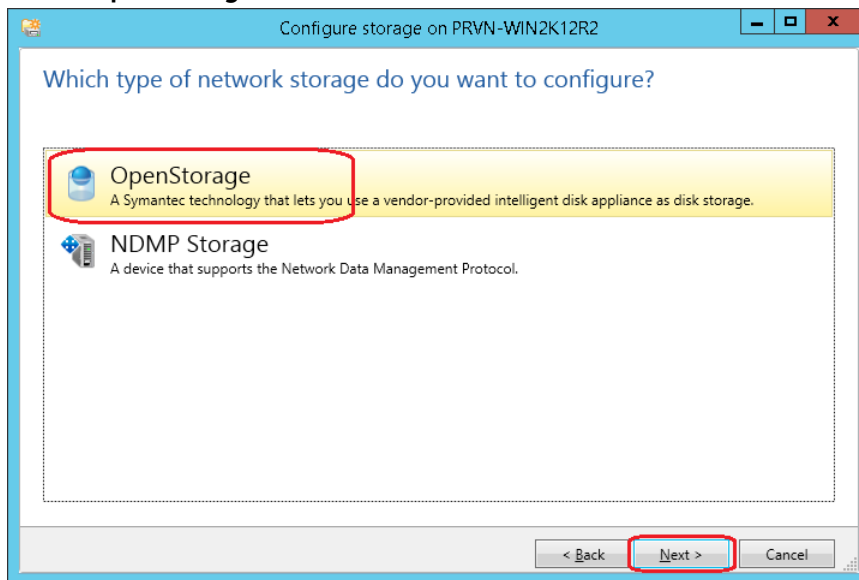 Configure storage on PRVN-WIN2K12R2
Which type of network storage do you want to configure?
OpenStorage
A Symantec technology that lets you use a vendor-provided intelligent disk appliance as disk storage.
NDMP Storage
A device that supports the Network Data Management Protocol.
< Back Next > Cancel